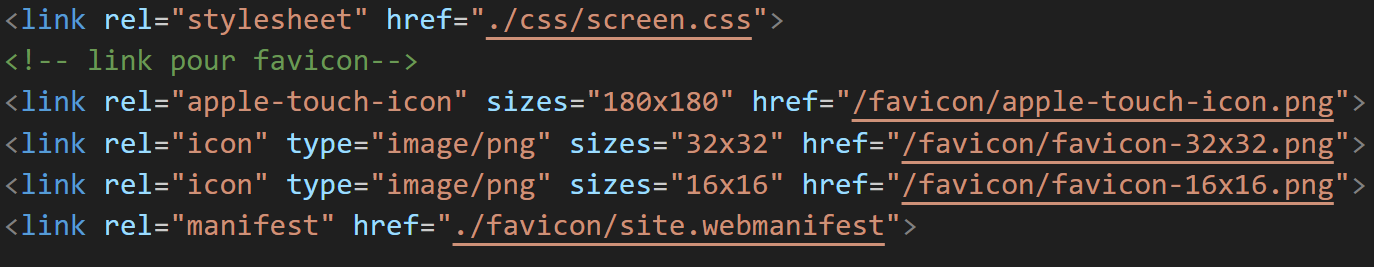 <link rel="stylesheet" href="./css/screen.css">
<!-- link pour favicon-->
<link rel="apple-touch-icon" sizes="180x180" href="/favicon/apple-touch-icon.png">
<link rel="icon" type="image/png" sizes="32x32" href="/favicon/favicon-32x32.png">
<link rel="icon" type="image/png" sizes="16x16" href="/favicon/favicon-16x16.png">
<link rel="manifest" href="./favicon/site.webmanifest">